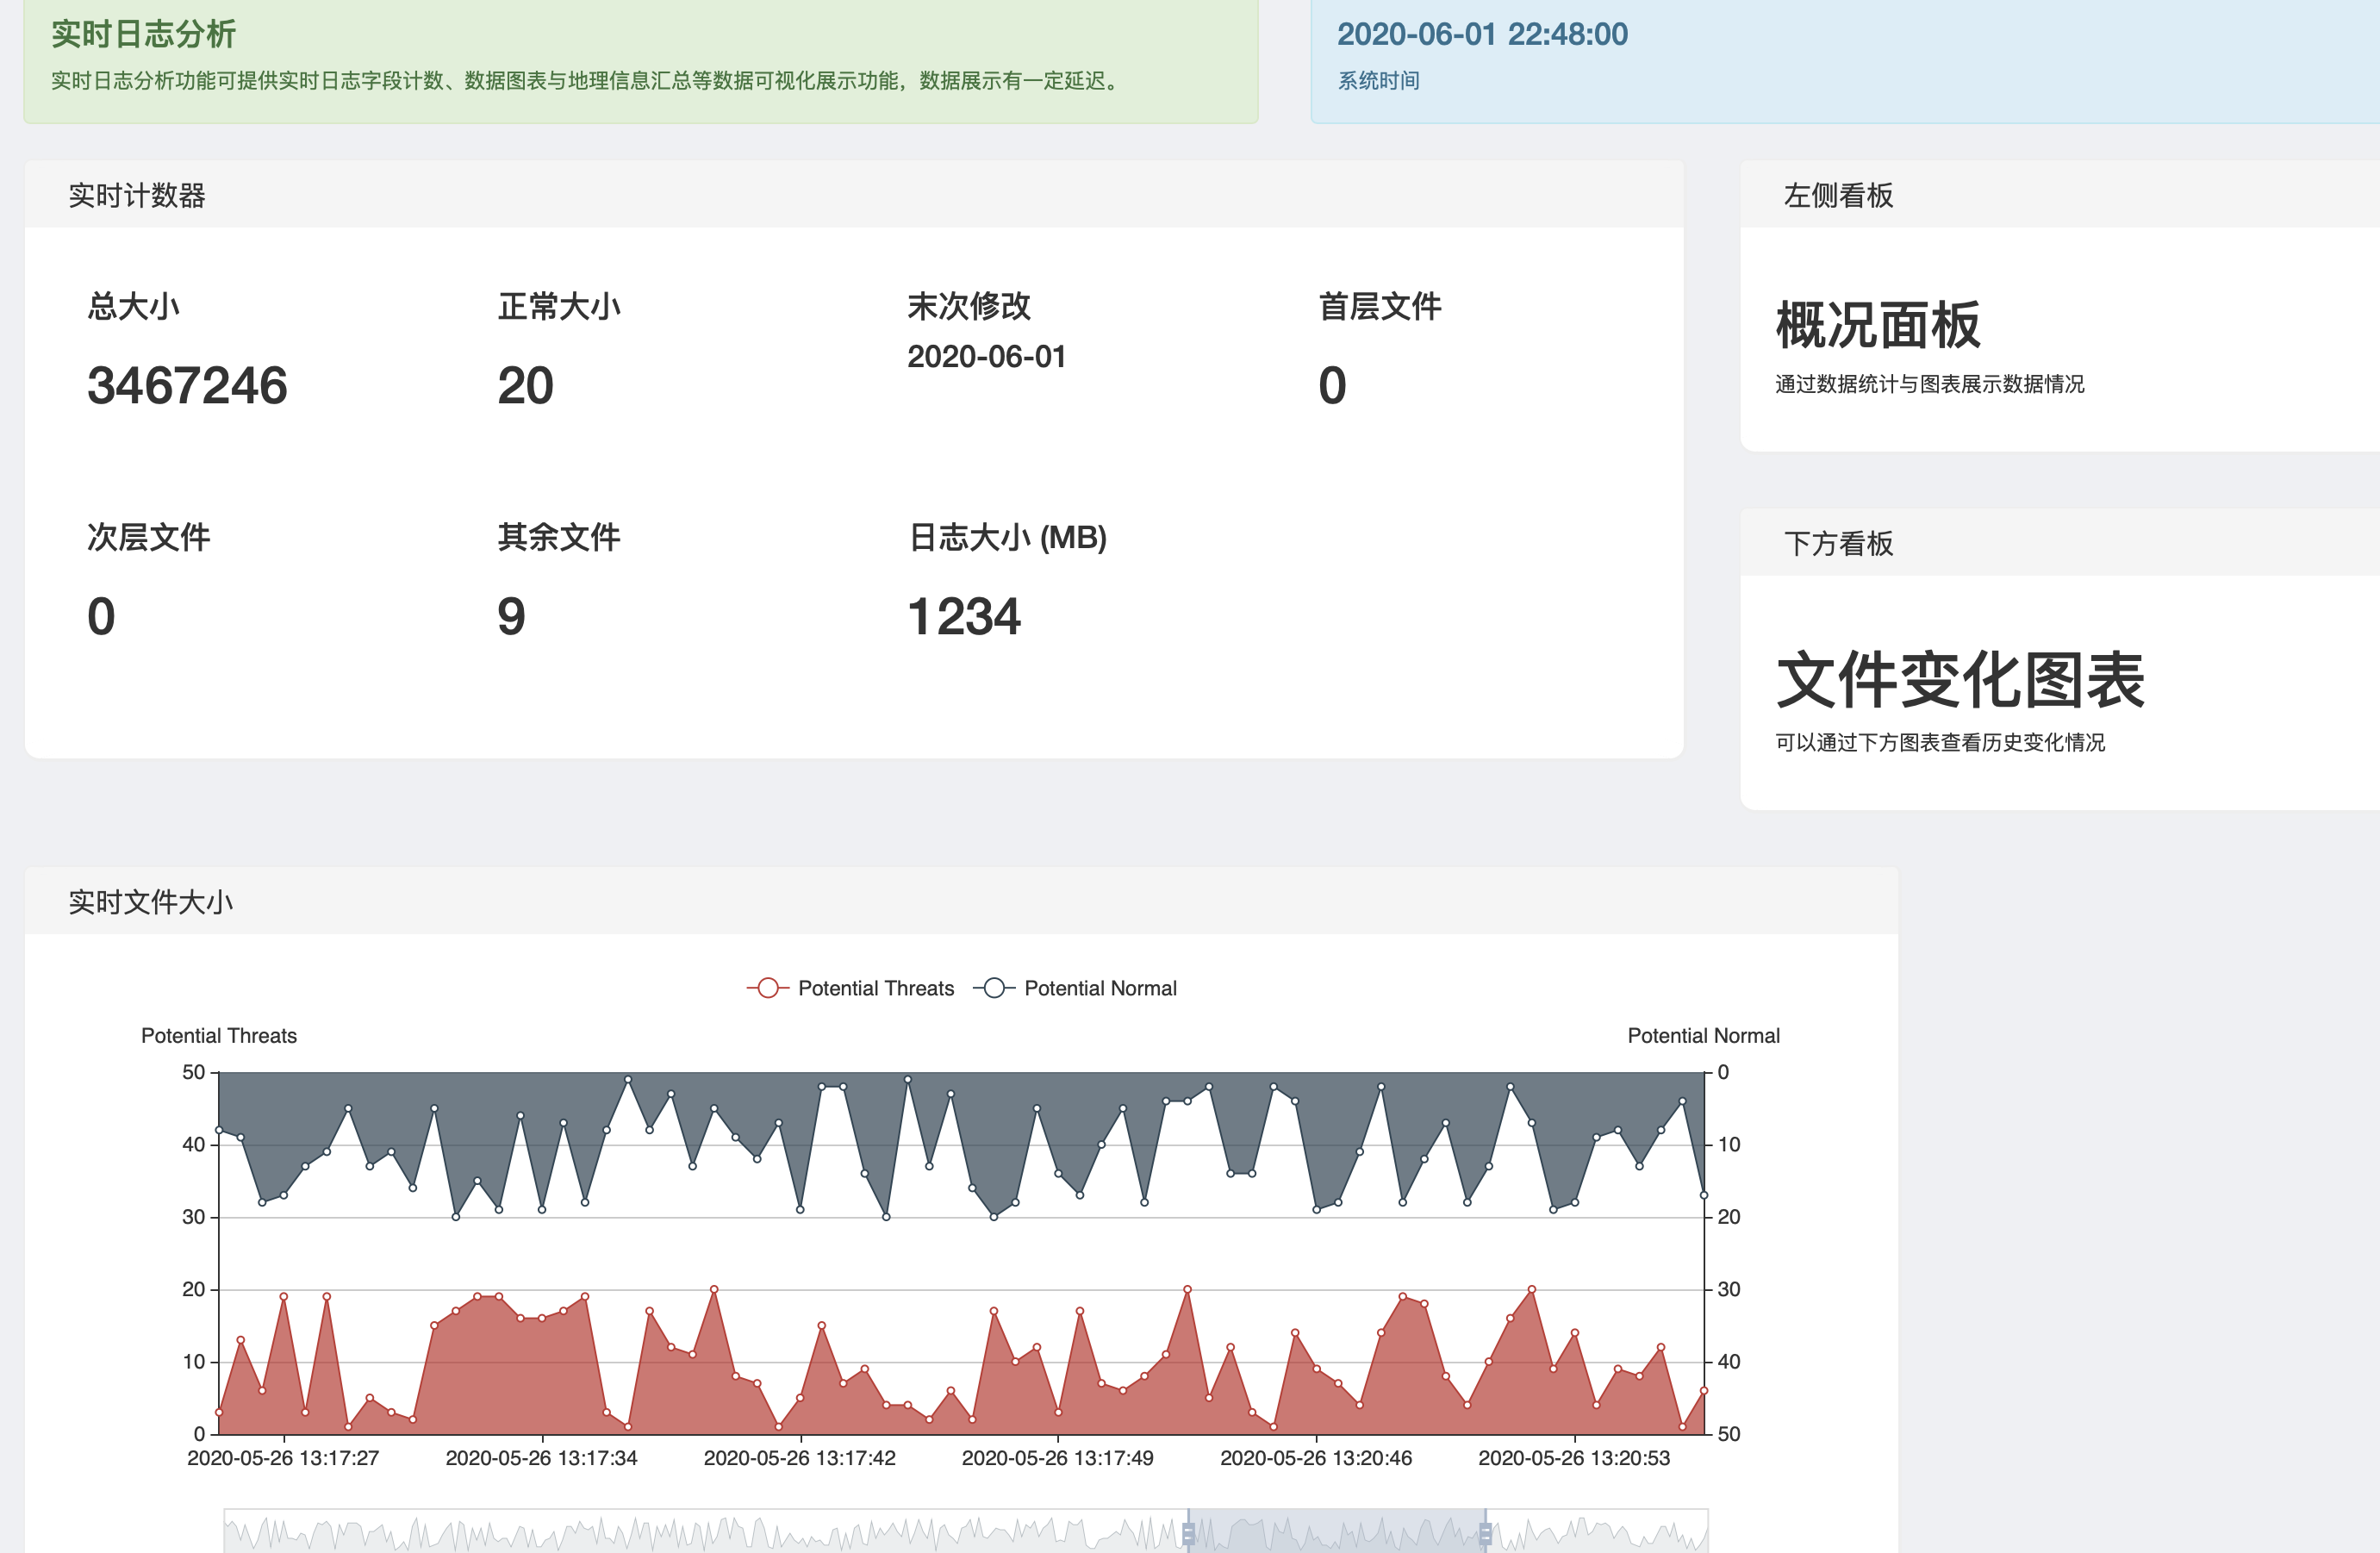 实时日志分析
实时日志分析功能可提供实时日志字段计数、数据图表与地理信息汇总等数据可视化展示功能，数据展示有一定延迟。
2020-06-01 22:48:00
系统时间
实时计数器
总大小
3467246
正常大小
20
末次修改
2020-06-01
首层文件
0
次层文件
0
其余文件
9
日志大小 (MB)
1234
左侧看板
概况面板
通过数据统计与图表展示数据情况
下方看板
文件变化图表
可以通过下方图表查看历史变化情况
实时文件大小
Potential Threats
Potential Normal
Potential Threats
Potential Normal
50
40
30
20
10
0
0
10
20
30
40
50
2020-05-26 13:17:27
2020-05-26 13:17:34
2020-05-26 13:17:42
2020-05-26 13:17:49
2020-05-26 13:20:46
2020-05-26 13:20:53